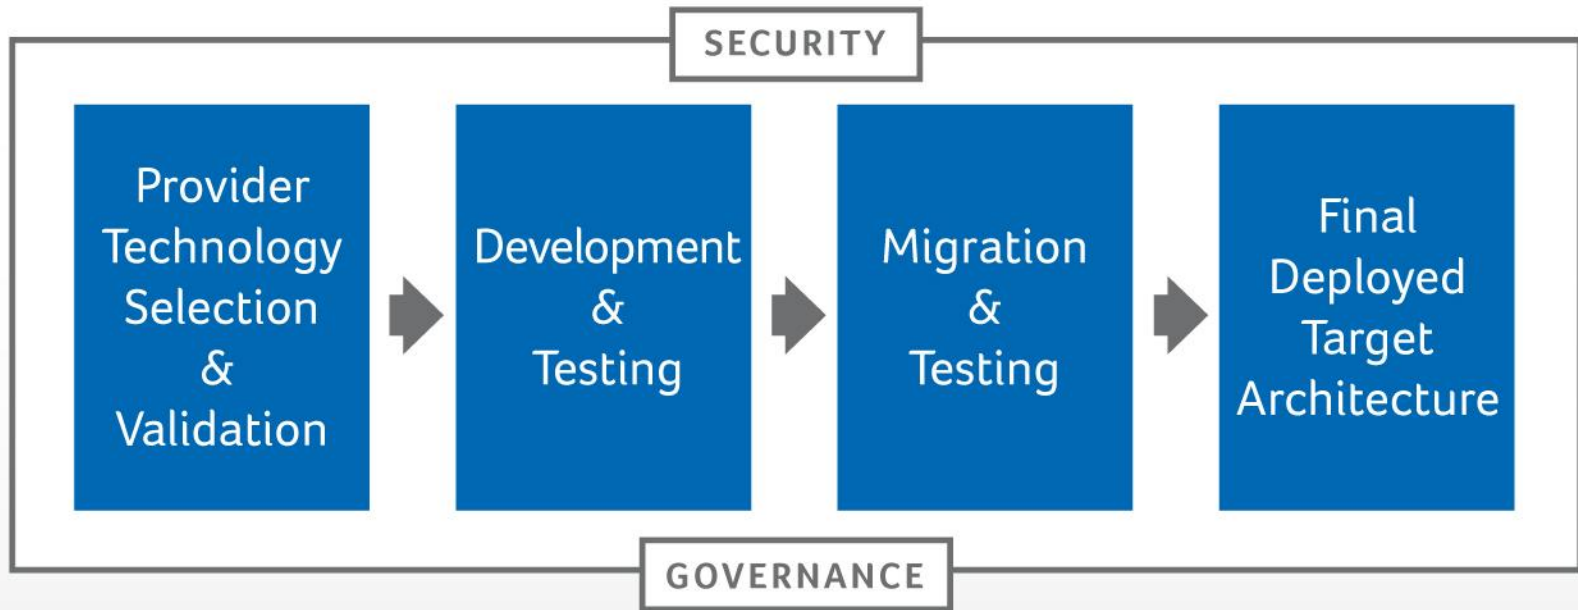 SECURITY
Provider
Technology
Selection
&
Validation
Development
&
Testing
Migration
&
Testing
Final
Deployed
Target
Architecture
GOVERNANCE